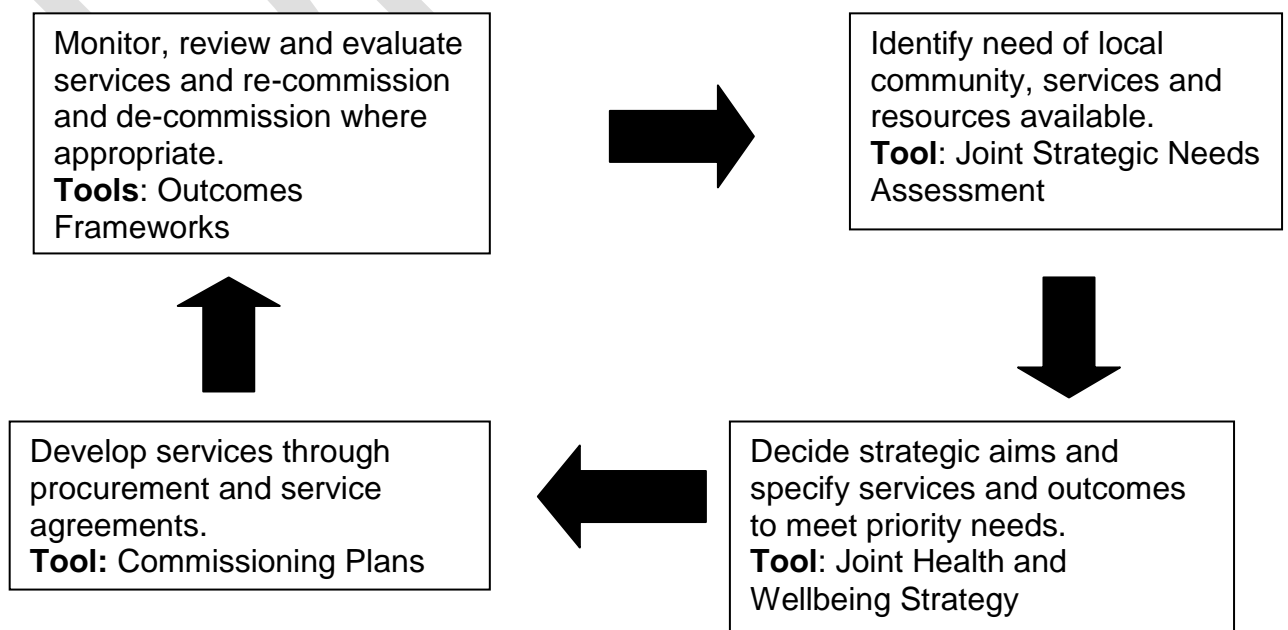 Monitor, review and evaluate
services and re-commission
and de-commission where
appropriate.
Tools: Outcomes
Frameworks
Identify need of local
community, services and
resources available.
Tool: Joint Strategic Needs
Assessment
Develop services through
procurement and service
agreements.
Tool: Commissioning Plans
Decide strategic aims and
specify services and outcomes
to meet priority needs.
Tool: Joint Health and
Wellbeing Strategy